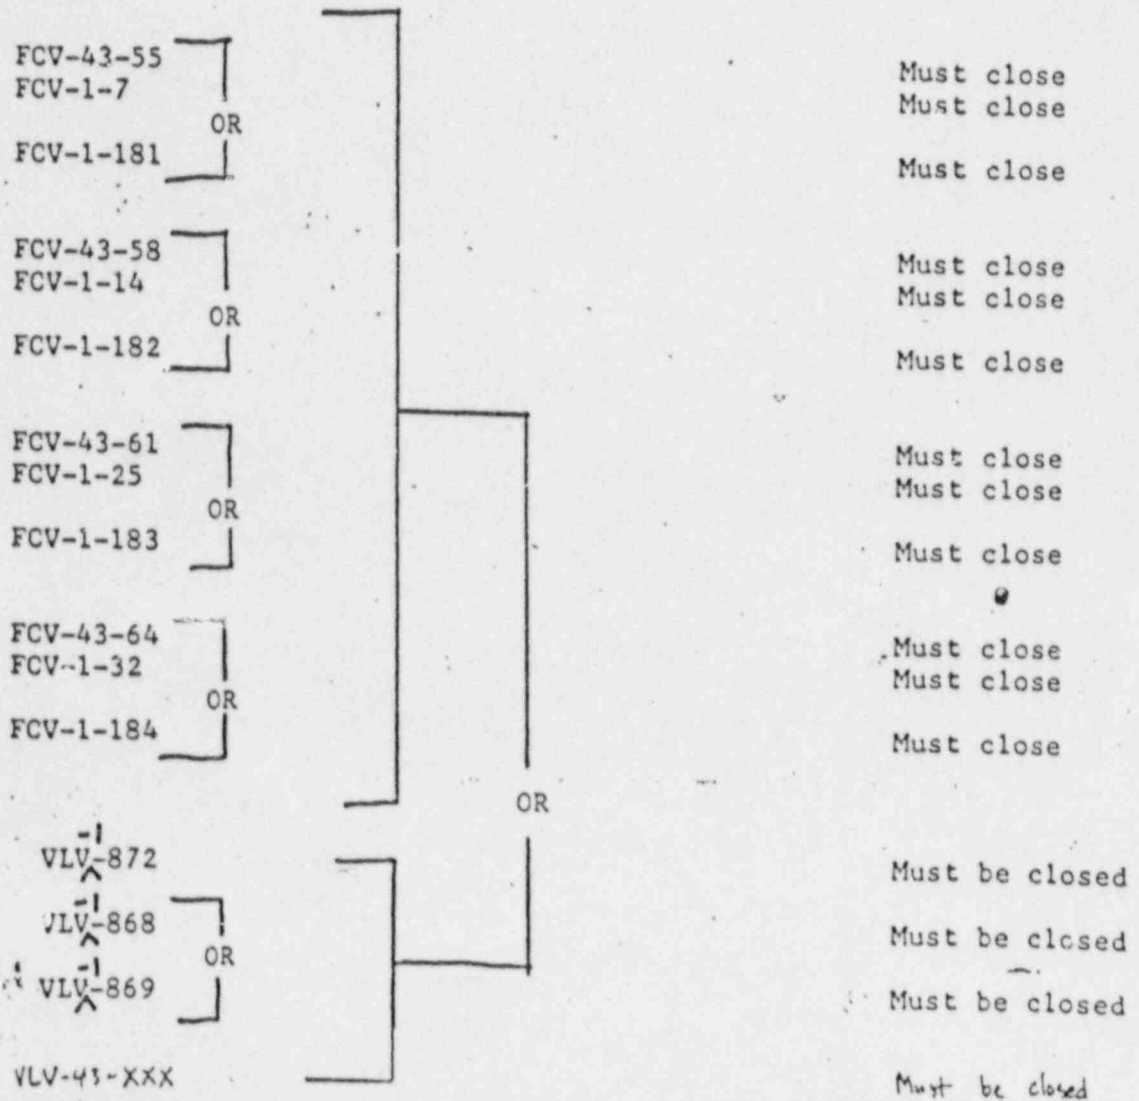 FCV-43-55 Must close
FCV-1-7 Must close
OR
FCV-1-181 Must close
FCV-43-58 Must close
FCV-1-14 Must close
OR
FCV-1-182 Must close
FCV-43-61 Must close
FCV-1-25 Must close
OR
FCV-1-183 Must close
FCV-43-64 Must close
FCV-1-32 Must close
OR
FCV-1-184 Must close
OR
VLV-1-872 Must be closed
VLV-1-868 Must be closed
OR
VLV-1-869 Must be closed
VLV-43-XXX Must be closed